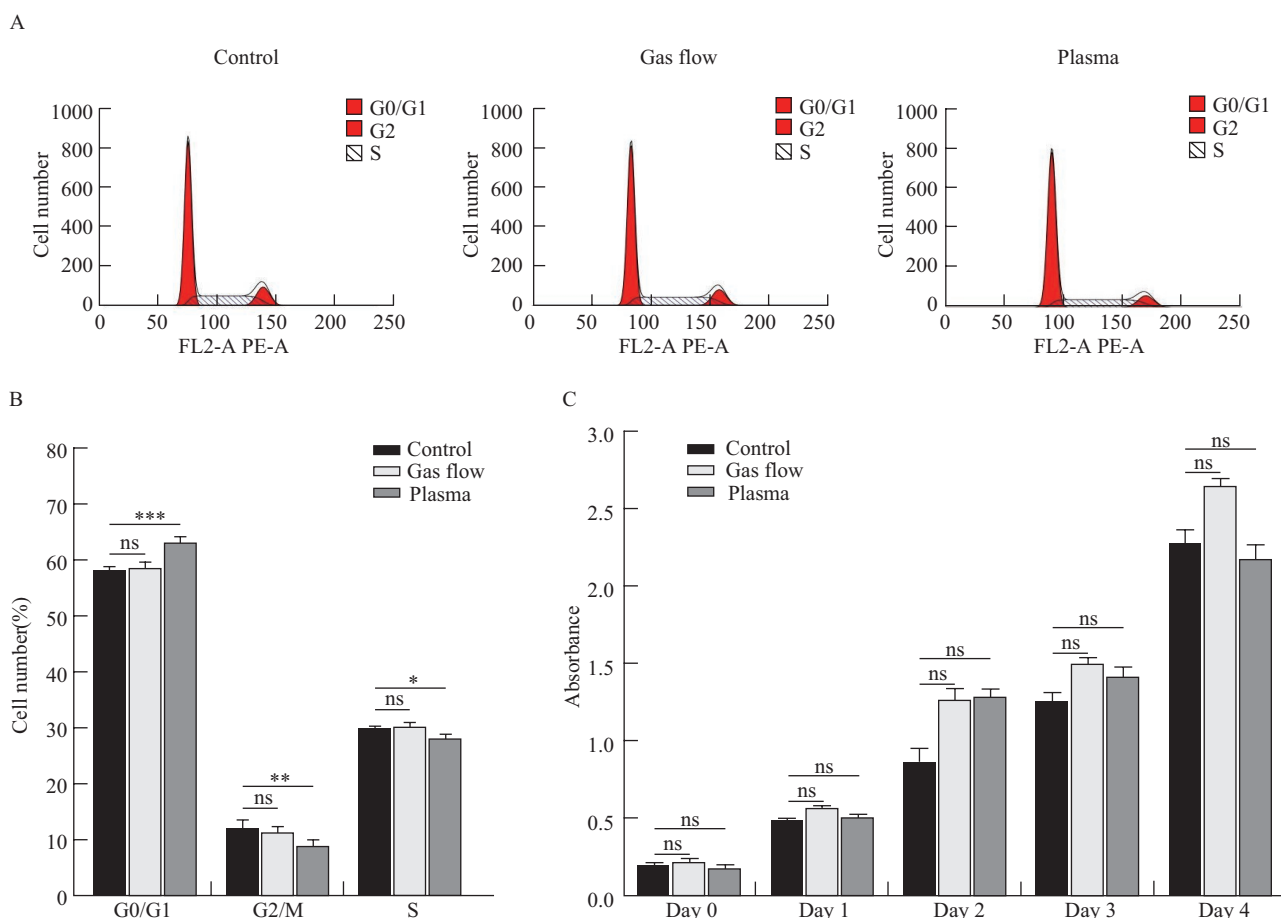 A
Control
1000
800
600
400
200
0
Cell number
0 50 100 150 200 250
FL2-A PE-A
G0/G1
G2
S
Gas flow
1000
800
600
400
200
0
Cell number
0 50 100 150 200 250
FL2-A PE-A
G0/G1
G2
S
Plasma
1000
800
600
400
200
0
Cell number
0 50 100 150 200 250
FL2-A PE-A
G0/G1
G2
S
B
80
70
60
50
40
30
20
10
0
Cell number(%)
Control
Gas flow
Plasma
***
ns
**
ns
*
ns
G0/G1 G2/M S
C
3.0
2.5
2.0
1.5
1.0
0.5
0.0
Absorbance
Control
Gas flow
Plasma
ns
ns
ns
ns
ns
ns
ns
ns
ns
ns
Day 0 Day 1 Day 2 Day 3 Day 4